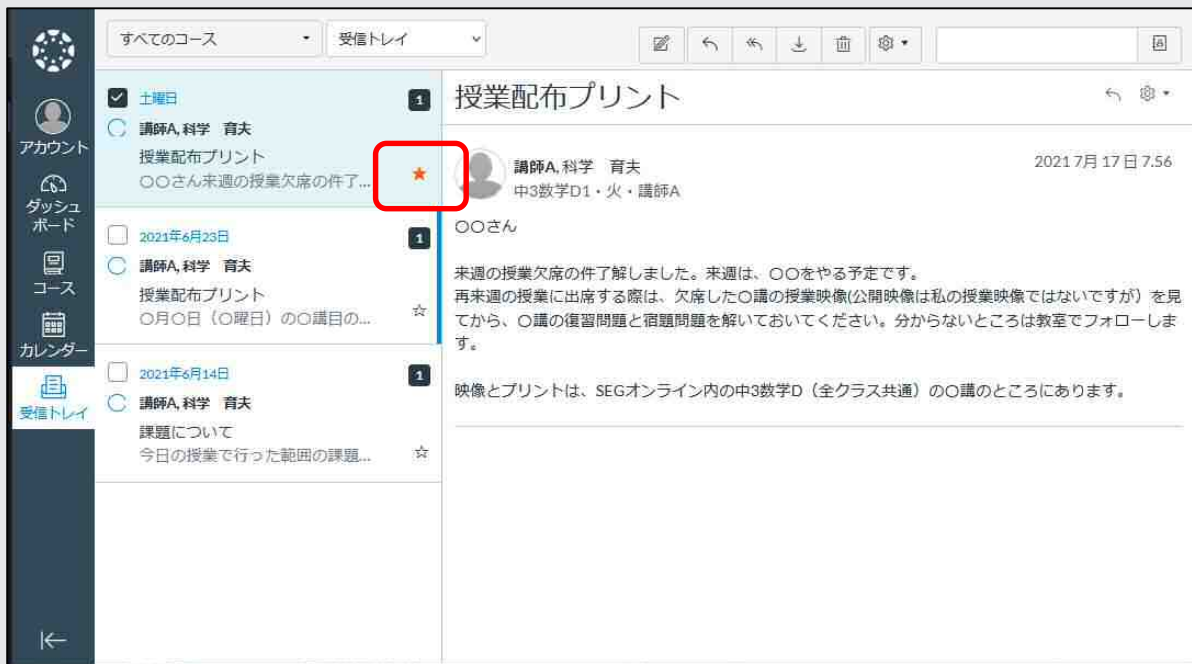 すべてのコース
受信トレイ
アカウント
ダッシュ
ボード
コース
カレンダー
受信トレイ
土曜日
1
講師A, 科学　育夫
授業配布プリント
〇〇さん来週の授業欠席の件了...
2021年6月23日
1
講師A, 科学　育夫
授業配布プリント
〇月〇日（〇曜日）の〇講目の...
2021年6月14日
1
講師A, 科学　育夫
課題について
今日の授業で行った範囲の課題...
授業配布プリント
講師A, 科学　育夫
2021 7月 17 日 7.56
中3数学D1・火・講師A
〇〇さん
来週の授業欠席の件了解しました。来週は、〇〇をやる予定です。
再来週の授業に出席する際は、欠席した〇講の授業映像(公開映像は私の授業映像ではないですが）を見
てから、〇講の復習問題と宿題問題を解いておいてください。分からないところは教室でフォローしま
す。
映像とプリントは、SEGオンライン内の中3数学D（全クラス共通）の〇講のところにあります。